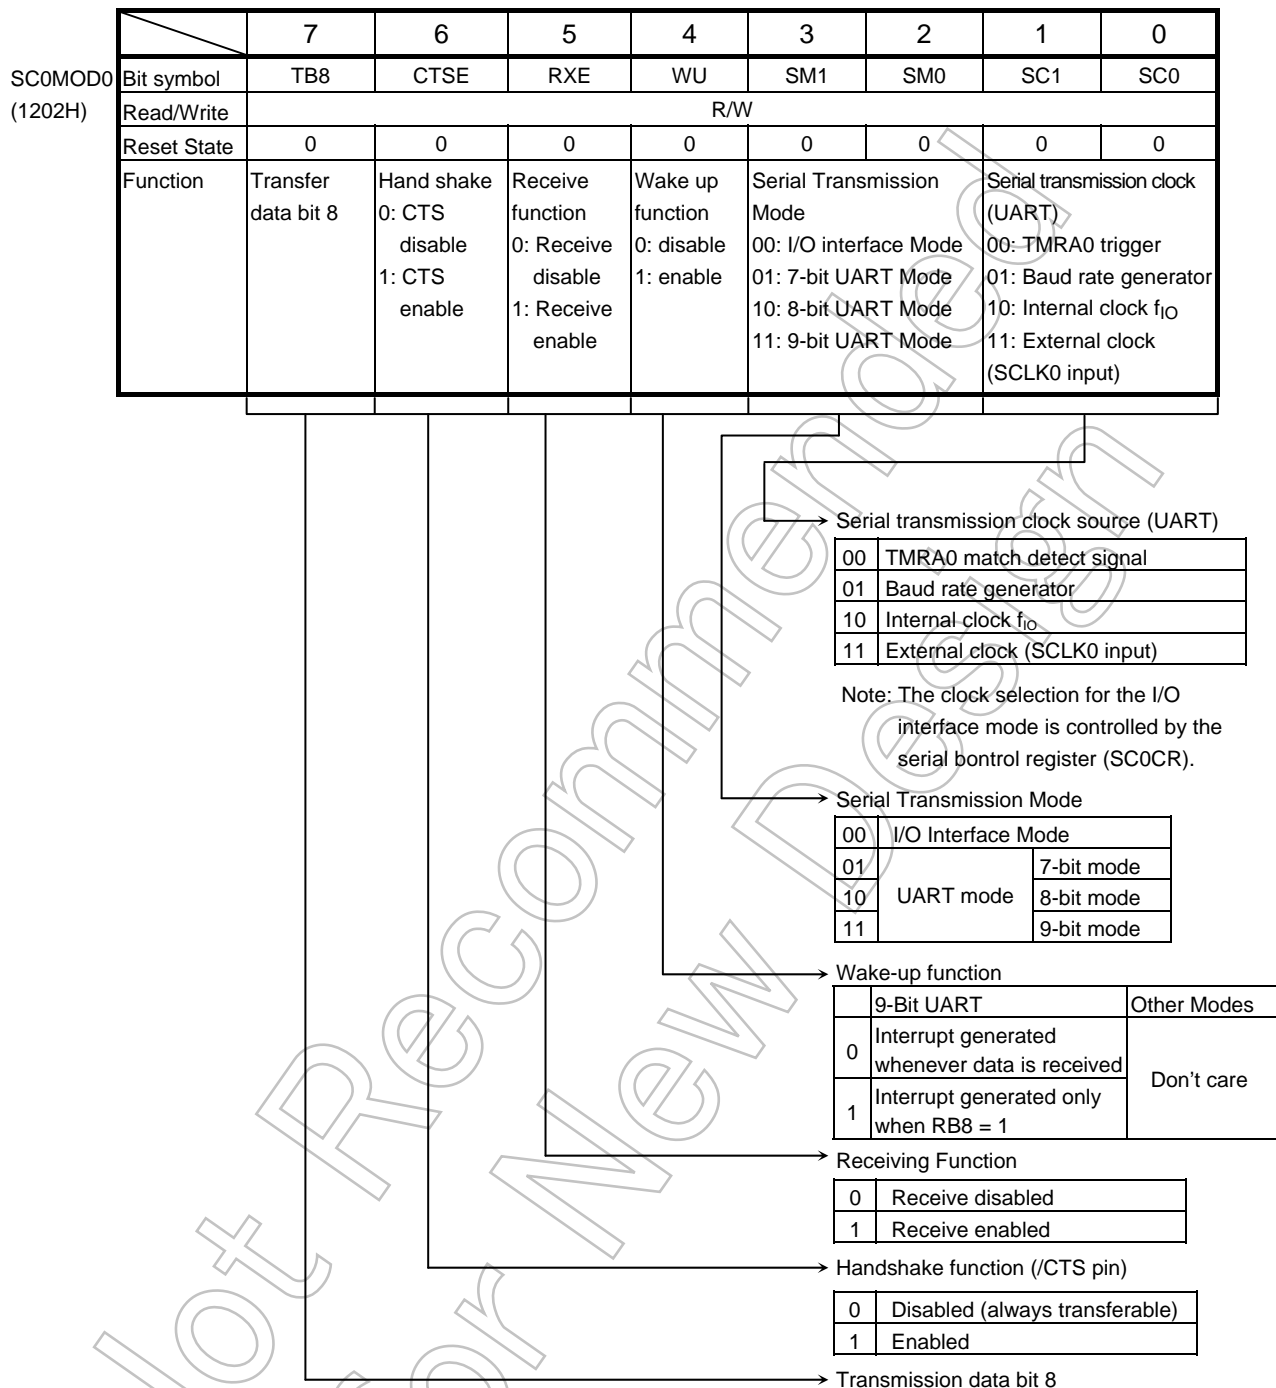 7 6 5 4 3 2 1 0
SC0MOD0 Bit symbol TB8 CTSE RXE WU SM1 SM0 SC1 SC0
(1202H) Read/Write R/W
Reset State 0 0 0 0 0 0 0 0
Function Transfer Hand shake Receive Wake up Serial Transmission Serial transmission clock
data bit 8 0: CTS function function Mode (UART)
disable 0: Receive 0: disable 00: I/O interface Mode 00: TMRA0 trigger
1: CTS disable 1: enable 01: 7-bit UART Mode 01: Baud rate generator
enable 1: Receive 10: 8-bit UART Mode 10: Internal clock fIO
enable 11: 9-bit UART Mode 11: External clock
(SCLK0 input)
Serial transmission clock source (UART)
00 TMRA0 match detect signal
01 Baud rate generator
10 Internal clock fIO
11 External clock (SCLK0 input)
Note: The clock selection for the I/O
interface mode is controlled by the
serial bontrol register (SC0CR).
Serial Transmission Mode
00 I/O Interface Mode
01 7-bit mode
10 UART mode 8-bit mode
11 9-bit mode
Wake-up function
9-Bit UART Other Modes
0 Interrupt generated
whenever data is received
Don't care
1 Interrupt generated only
when RB8 = 1
Receiving Function
0 Receive disabled
1 Receive enabled
Handshake function (/CTS pin)
0 Disabled (always transferable)
1 Enabled
Transmission data bit 8
Not Recommended
for New Design